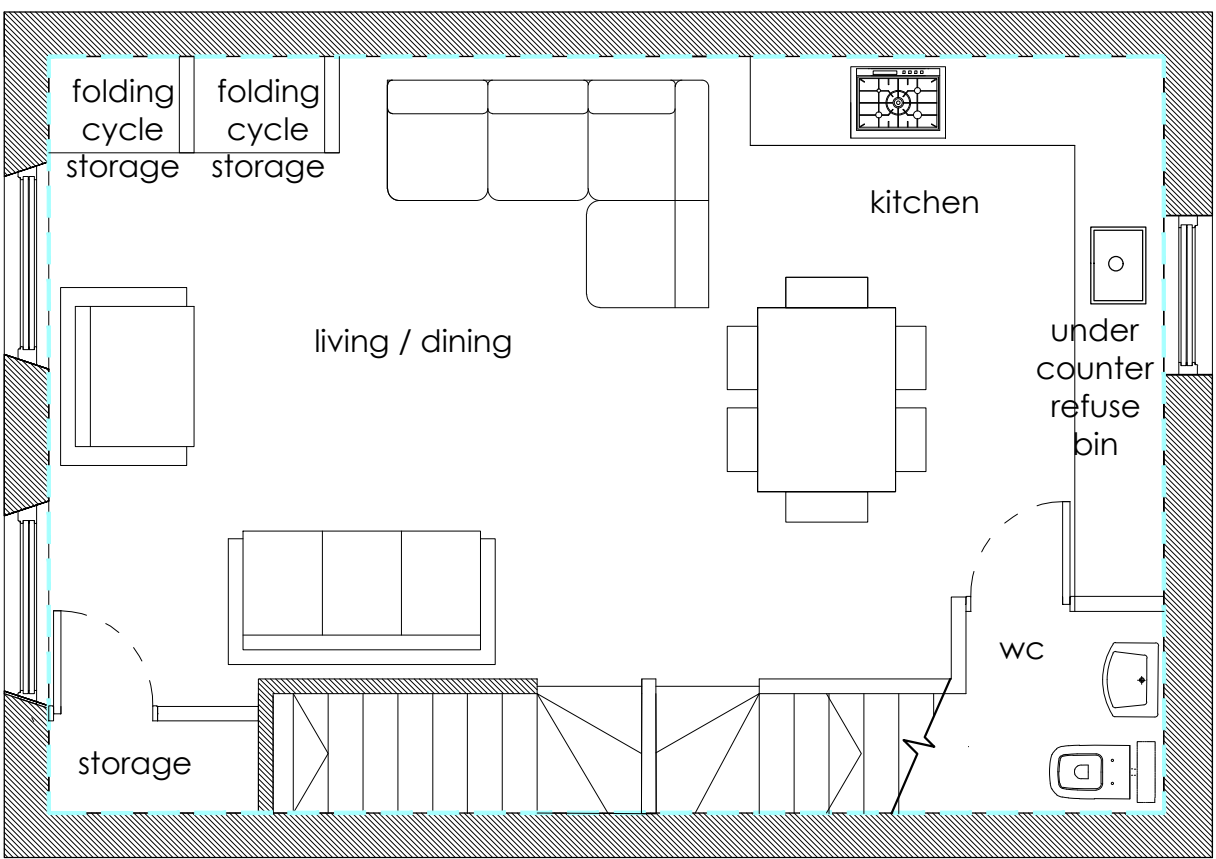 folding
cycle
storage
folding
cycle
storage
kitchen
living / dining
under
counter
refuse
bin
wc
storage